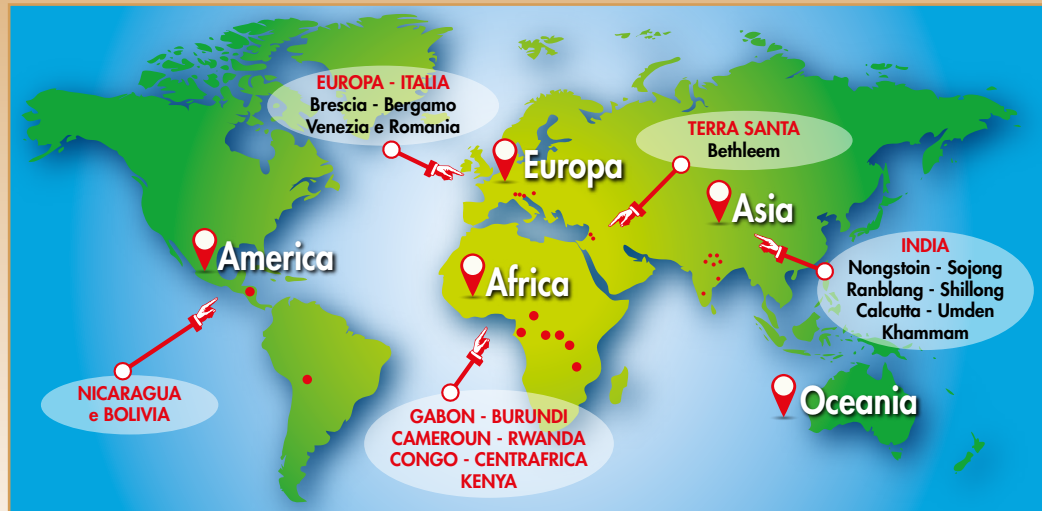 EUROPA - ITALIA
Brescia - Bergamo
Venezia e Romania
TERRA SANTA
Bethleem
Europa
Asia
America
Africa
INDIA
Nongstoin - Sojong
Ranblang - Shillong
Calcutta - Umden
Khammam
NICARAGUA
e BOLIVIA
GABON - BURUNDI
CAMEROUN - RWANDA
CONGO - CENTRAFRICA
KENYA
Oceania